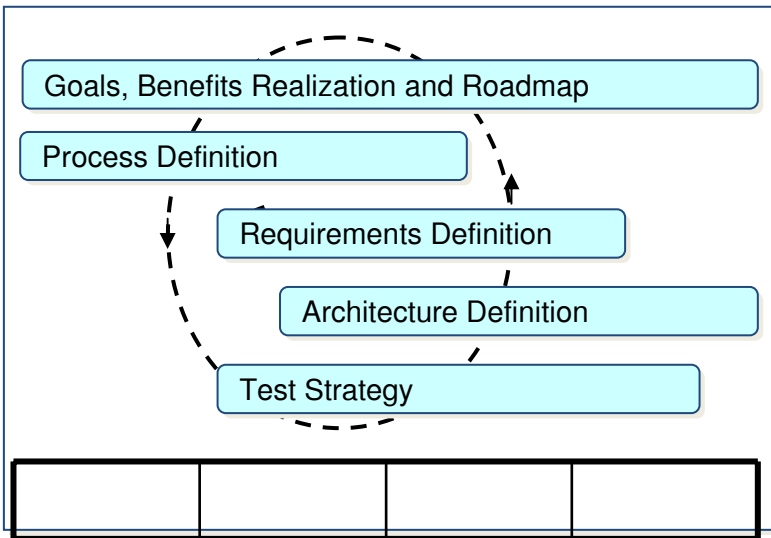 Goals, Benefits Realization and Roadmap
Process Definition
Requirements Definition
Architecture Definition
Test Strategy